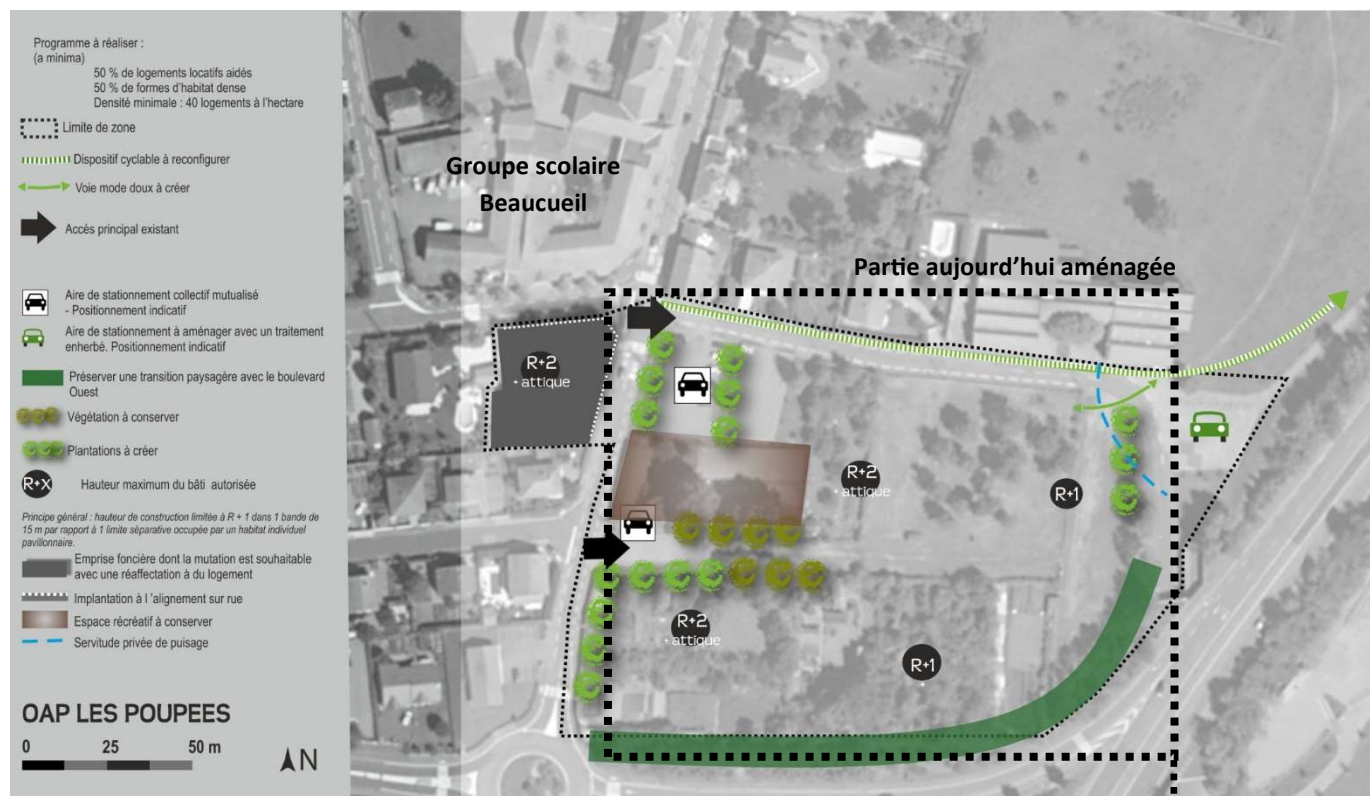 Programme à réaliser :
(a minima)
50 % de logements locatifs aidés
50 % de formes d'habitat dense
Densité minimale : 40 logements à l'hectare
Limite de zone
Dispositif cyclable à reconfigurer
Voie mode doux à créer
Accès principal existant
Aire de stationnement collectif mutualisé
- Positionnement indicatif
Aire de stationnement à aménager avec un traitement
enherbé. Positionnement indicatif
Préserver une transition paysagère avec le boulevard
Ouest
Végétation à conserver
Plantations à créer
R+X
Hauteur maximum du bâti autorisée
Principe général : hauteur de construction limitée à R + 1 dans 1 bande de
15 m par rapport à 1 limite séparative occupée par un habitat individuel
pavillonnaire.
Emprise foncière dont la mutation est souhaitable
avec une réaffectation à du logement
Implantation à l 'alignement sur rue
Espace récréatif à conserver
Servitude privée de puisage
OAP LES POUPEES
0 25 50 m
N
Groupe scolaire
Beaucueil
Partie aujourd'hui aménagée
R+2
+ attique
R+2
+ attique
R+1
R+2
+ attique
R+1